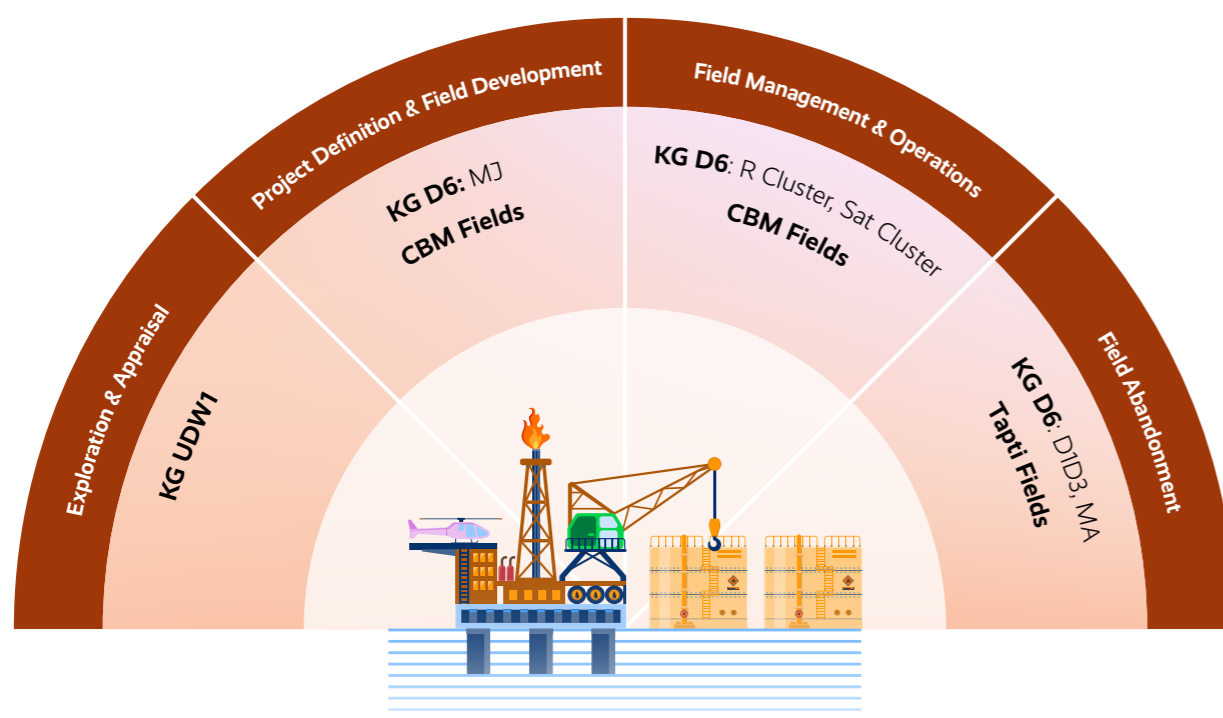 Exploration & Appraisal
KG UDW1
Project Definition & Field Development
KG D6: MJ
CBM Fields
Field Management & Operations
KG D6: R Cluster, Sat Cluster
CBM Fields
Field Abandonment
KG D6: D1D3, MA
Tapti Fields